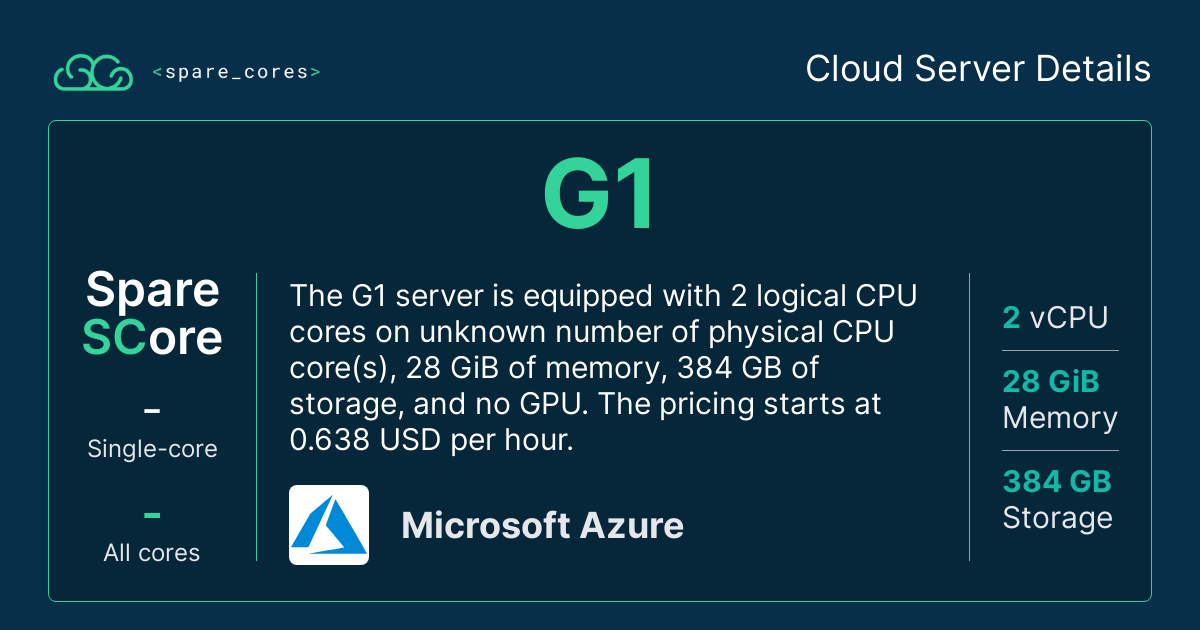 <spare_cores>
Cloud Server Details
G1
Spare
SCore
–
Single-core
–
All cores
The G1 server is equipped with 2 logical CPU
cores on unknown number of physical CPU
core(s), 28 GiB of memory, 384 GB of
storage, and no GPU. The pricing starts at
0.638 USD per hour.
Microsoft Azure
2 vCPU
28 GiB
Memory
384 GB
Storage